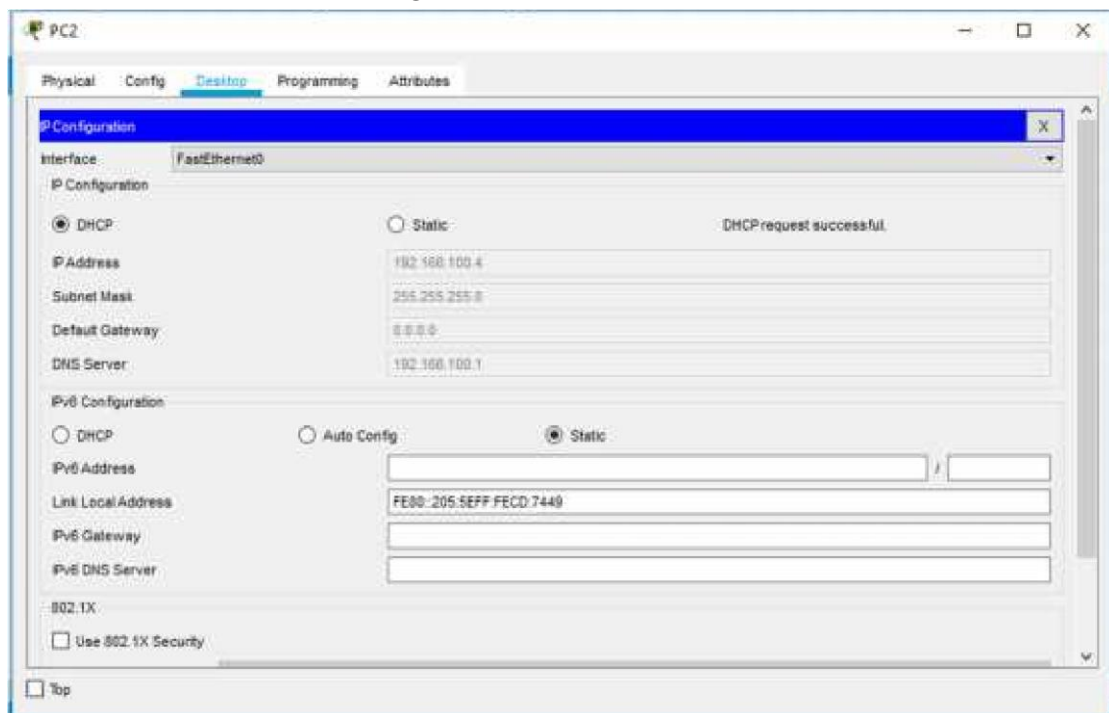 PC2
Physical Config Desktop Programming Attributes
IP Configuration X
Interface FastEthernet0
IP Configuration
DHCP Static DHCP request successful.
IP Address 192.168.100.4
Subnet Mask 255.255.255.0
Default Gateway 0.0.0.0
DNS Server 192.168.100.1
IPv6 Configuration
DHCP Auto Config Static
IPv6 Address /
Link Local Address FE80::205:5EFF:FECD:7449
IPv6 Gateway
IPv6 DNS Server
802.1X
Use 802.1X Security
Top